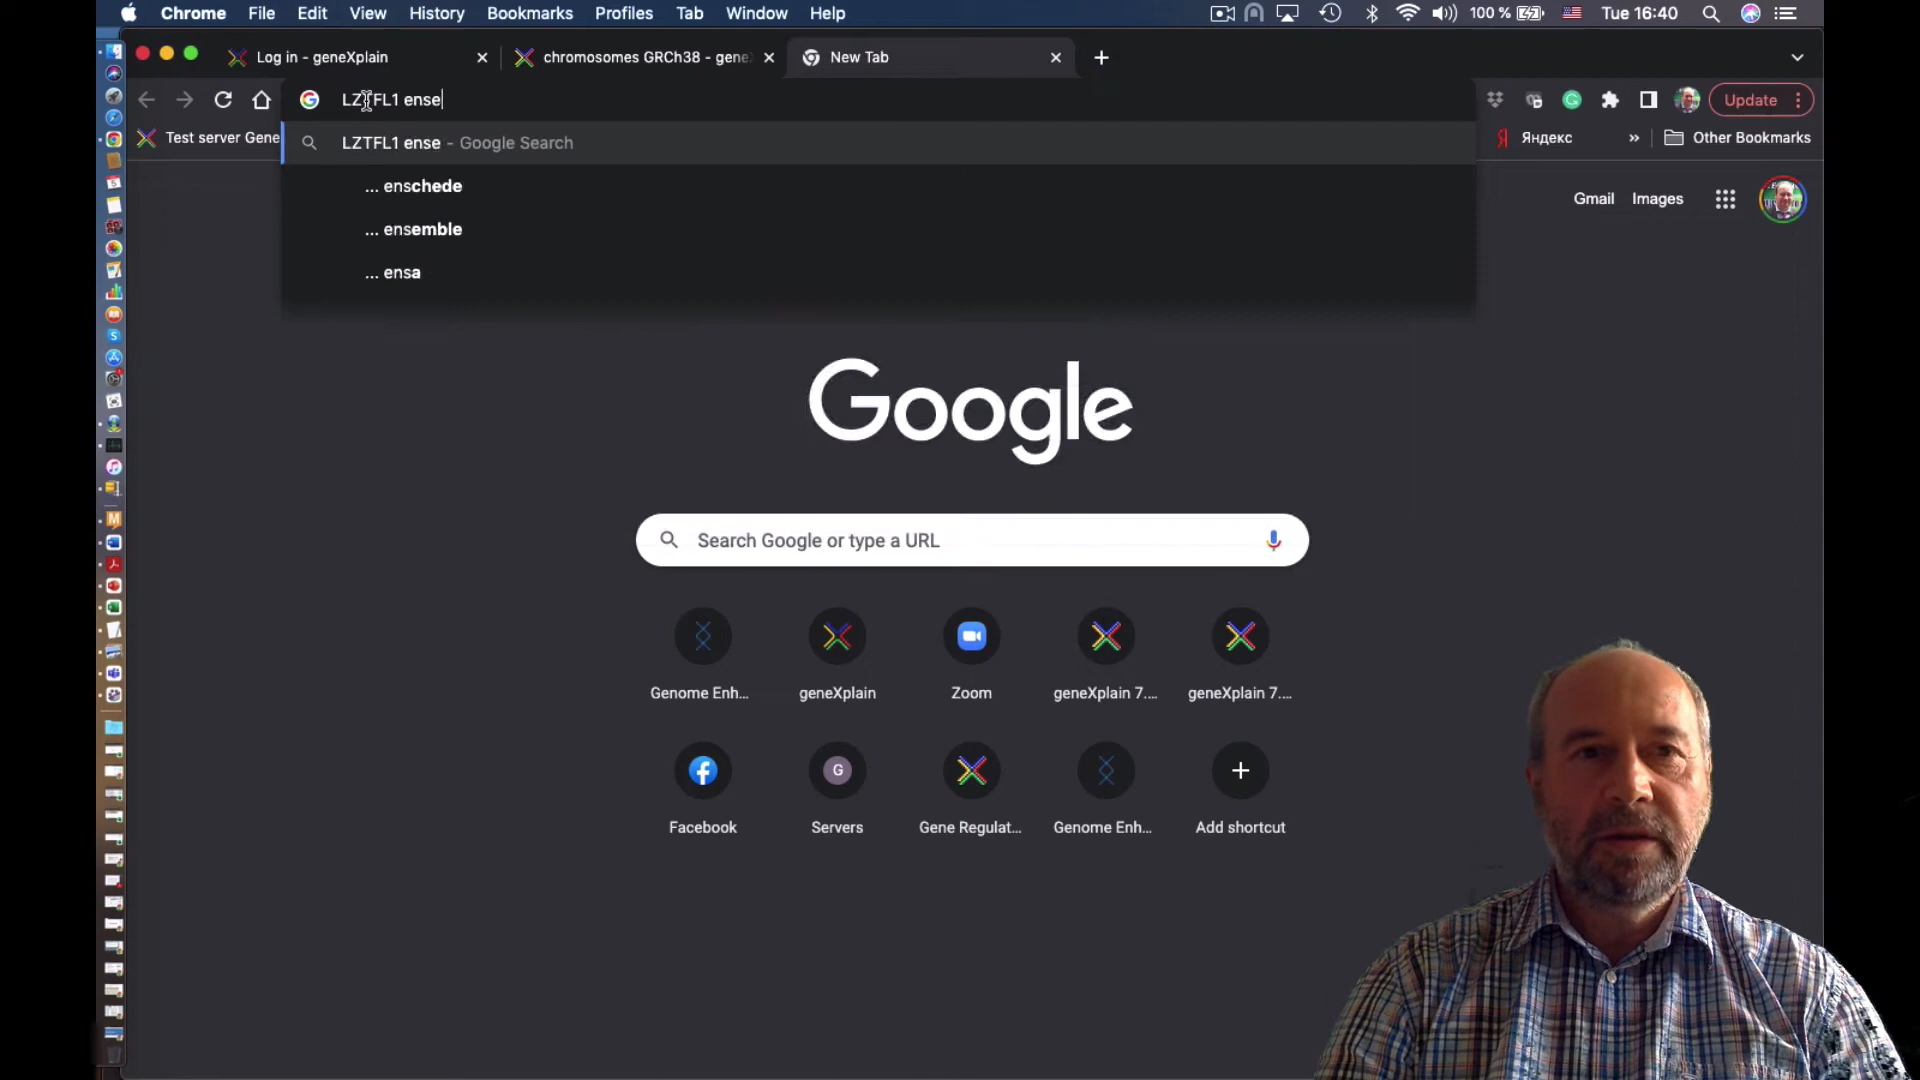 Chrome File Edit View History Bookmarks Profiles Tab Window Help 100 % Tue 16:40
Log in - geneXplain chromosomes GRCh38 - gene New Tab
LZTFL1 ense Update
Test server Gene LZTFL1 ense - Google Search Яндекс » Other Bookmarks
... enschede
Gmail Images
... ensemble
... ensa
Google
Search Google or type a URL
Genome Enh... geneXplain Zoom geneXplain 7.... geneXplain 7....
G
Facebook Servers Gene Regulat... Genome Enh... Add shortcut